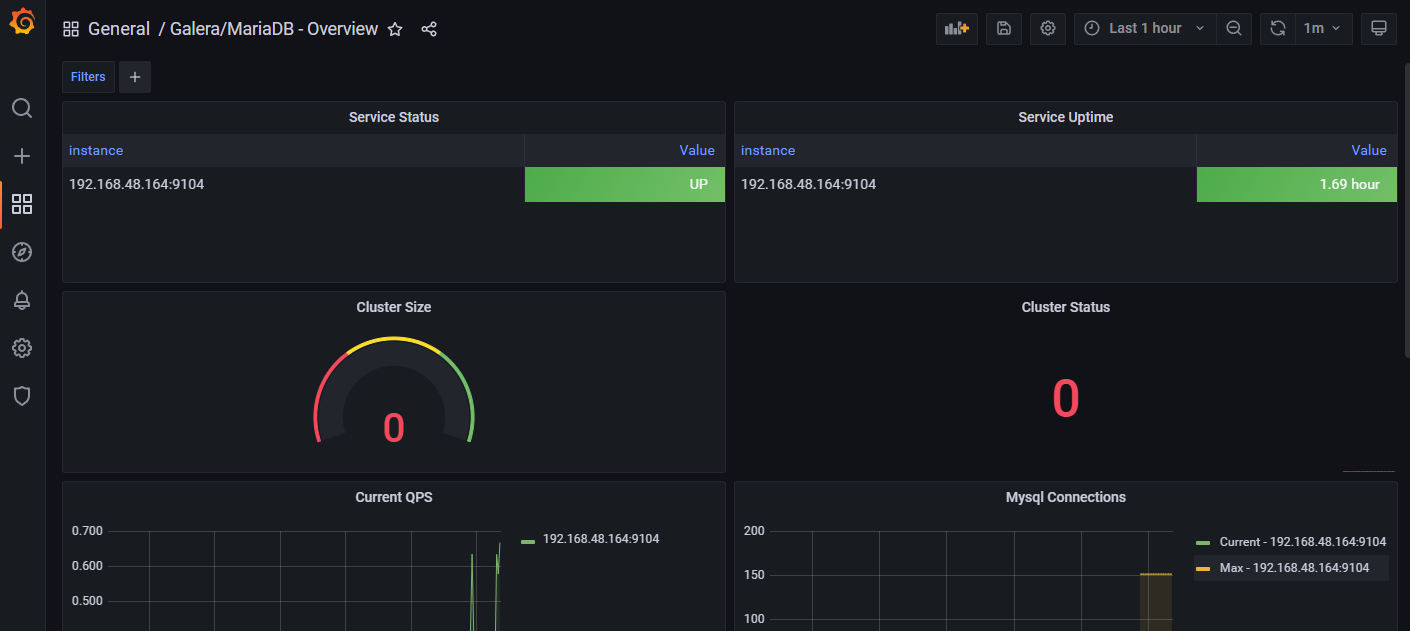 General / Galera/MariaDB - Overview
Last 1 hour
1m
Filters
Service Status
instance Value
192.168.48.164:9104 UP
Service Uptime
instance Value
192.168.48.164:9104 1.69 hour
Cluster Size
0
Cluster Status
0
Current QPS
0.700
0.600
0.500
192.168.48.164:9104
Mysql Connections
200
150
100
Current - 192.168.48.164:9104
Max - 192.168.48.164:9104